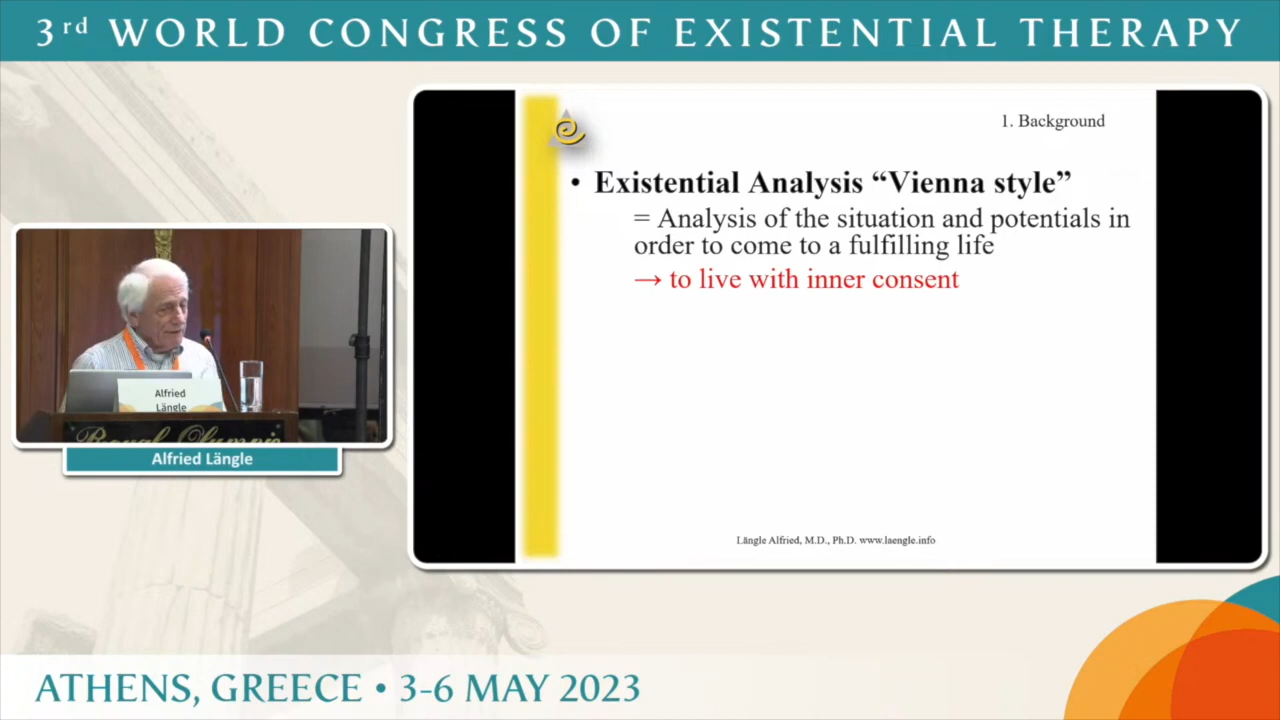 3rd WORLD CONGRESS OF EXISTENTIAL THERAPY
1. Background
• Existential Analysis “Vienna style”
= Analysis of the situation and potentials in
order to come to a fulfilling life
→ to live with inner consent
Längle Alfried, M.D., Ph.D. www.laengle.info
Alfried
Längle
Royal Olympic
Alfried Längle
ATHENS, GREECE • 3-6 MAY 2023